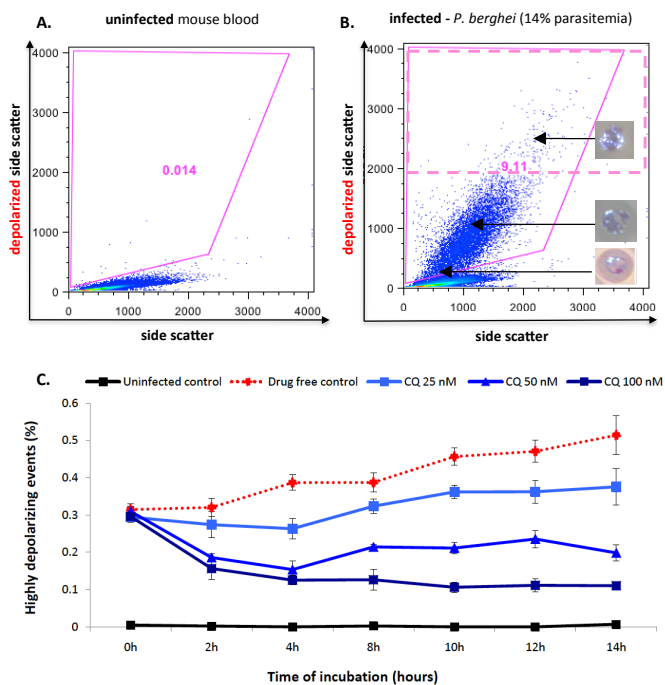 A. uninfected mouse blood
B. infected - P. berghei (14% parasitemia)
depolarized side scatter
4000
3000
2000
1000
0
0.014
0 1000 2000 3000 4000
side scatter
depolarized side scatter
4000
3000
2000
1000
0
9.11
0 1000 2000 3000 4000
side scatter
C.
Uninfected control Drug free control CQ 25 nM CQ 50 nM CQ 100 nM
Highly depolarizing events (%)
0.6
0.5
0.4
0.3
0.2
0.1
0
0h 2h 4h 8h 10h 12h 14h
Time of incubation (hours)